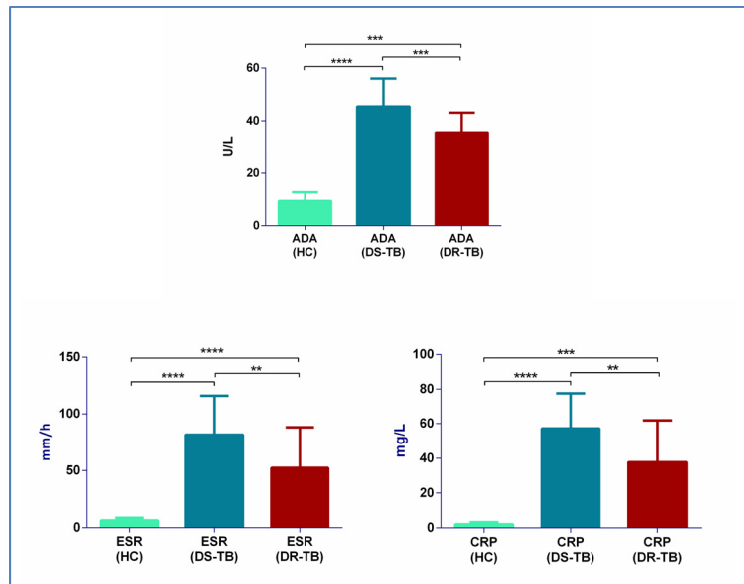 ***
**** ***
60
40
20
0
U/L
ADA ADA ADA
(HC) (DS-TB) (DR-TB)
****
**** **
150
100
50
0
mm/h
ESR ESR ESR
(HC) (DS-TB) (DR-TB)
***
**** **
100
80
60
40
20
0
mg/L
CRP CRP CRP
(HC) (DS-TB) (DR-TB)